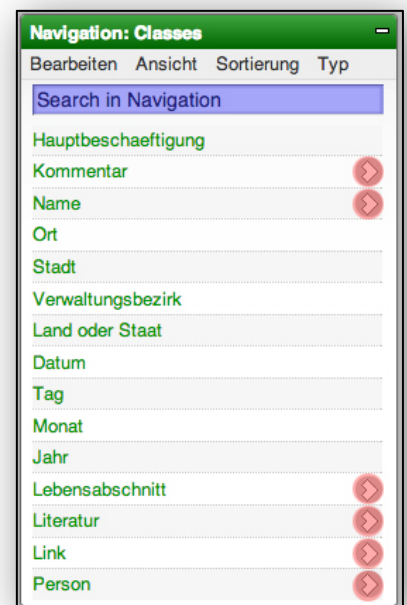 Navigation: Classes
Bearbeiten Ansicht Sortierung Typ
Search in Navigation
Hauptbeschaeftigung
Kommentar
Name
Ort
Stadt
Verwaltungsbezirk
Land oder Staat
Datum
Tag
Monat
Jahr
Lebensabschnitt
Literatur
Link
Person